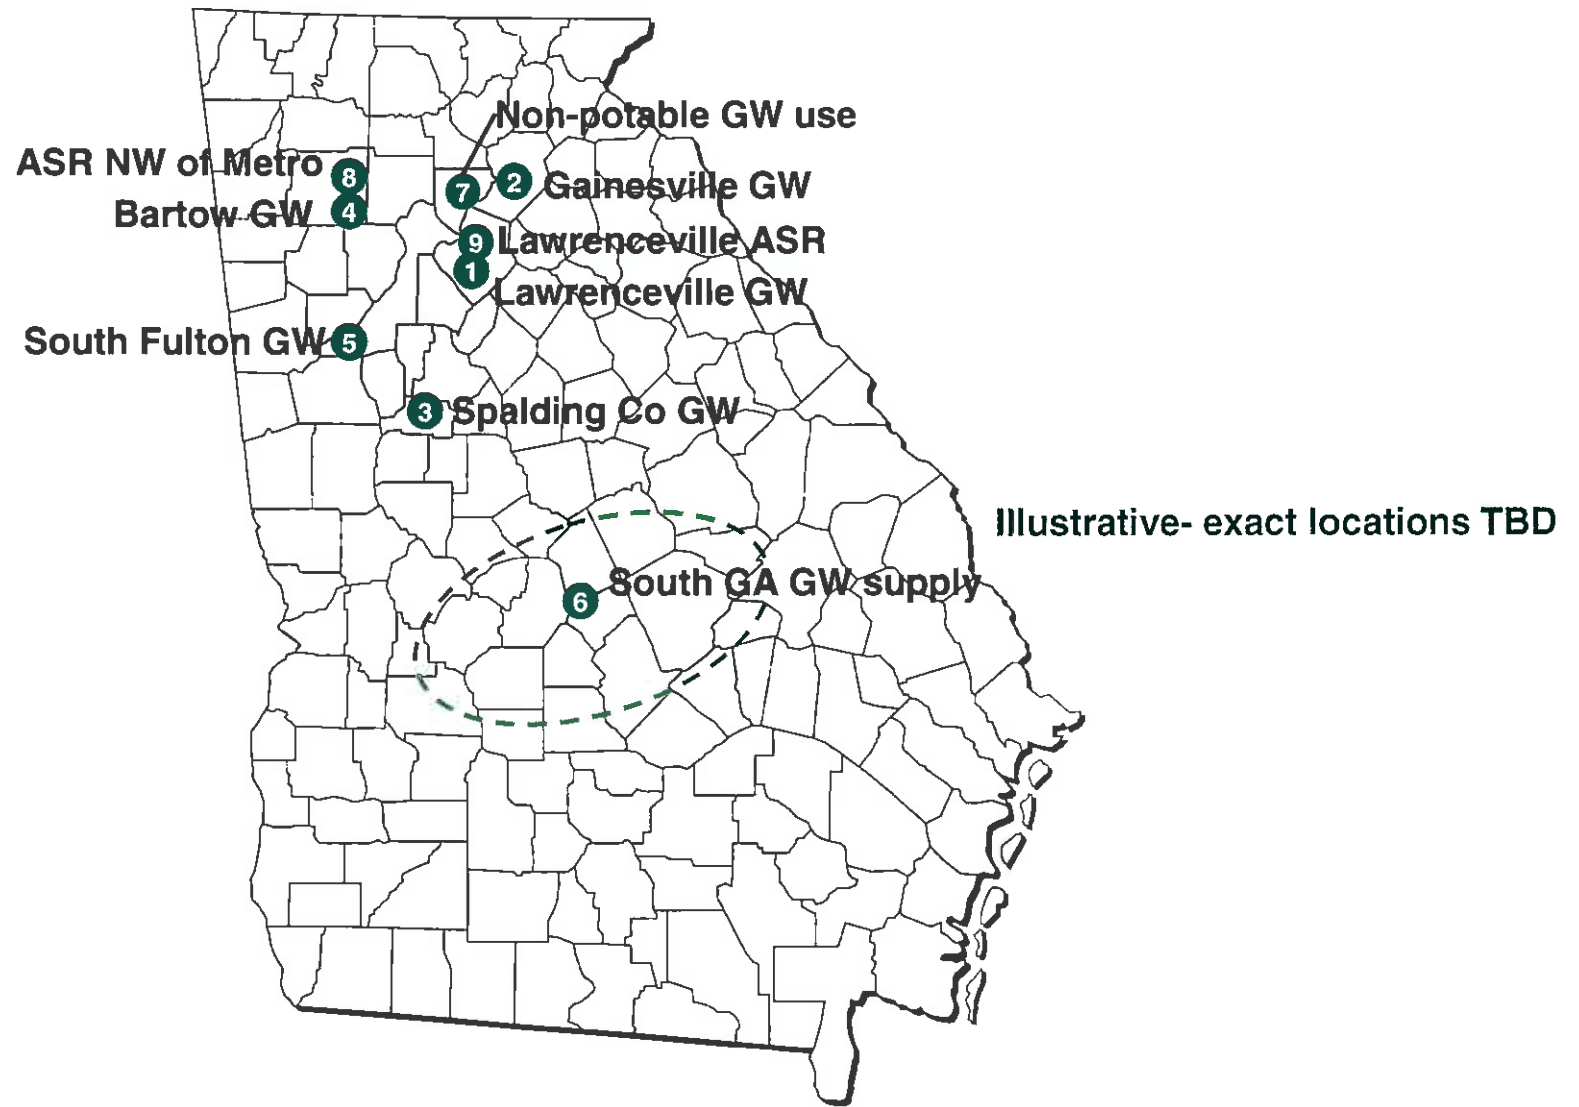 Non-potable GW use
ASR NW of Metro
8
7
2
Gainesville GW
Bartow GW
4
9
Lawrenceville ASR
1
Lawrenceville GW
South Fulton GW
5
3
Spalding Co GW
Illustrative- exact locations TBD
South GA GW supply
6